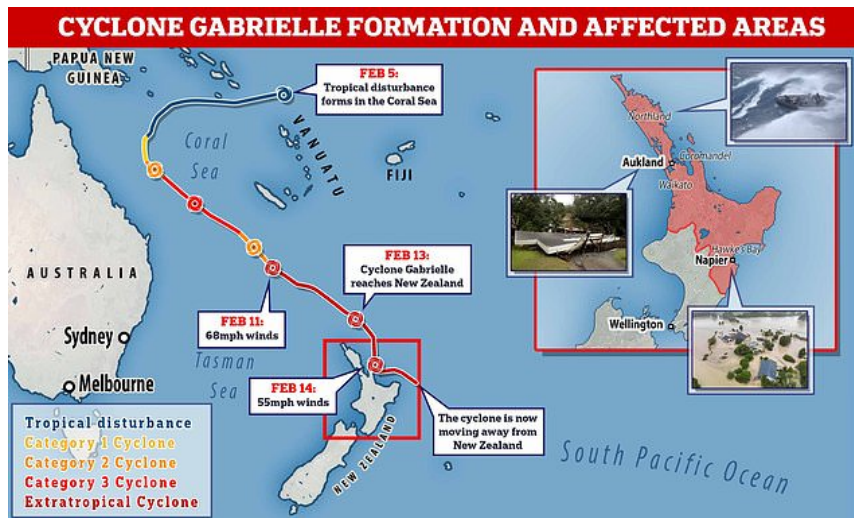 CYCLONE GABRIELLE FORMATION AND AFFECTED AREAS
PAPUA NEW
GUINEA
FEB 5:
Tropical disturbance
forms in the Coral Sea
Coral
Sea
VANUATU
FIJI
AUSTRALIA
Sydney
Melbourne
Tasman
Sea
FEB 11:
68mph winds
FEB 13:
Cyclone Gabrielle
reaches New Zealand
FEB 14:
55mph winds
The cyclone is now
moving away from
New Zealand
NEW ZEALAND
South Pacific Ocean
Northland
Aukland
Coromandel
Waikato
Hawke's Bay
Napier
Wellington
Tropical disturbance
Category 1 Cyclone
Category 2 Cyclone
Category 3 Cyclone
Extratropical Cyclone